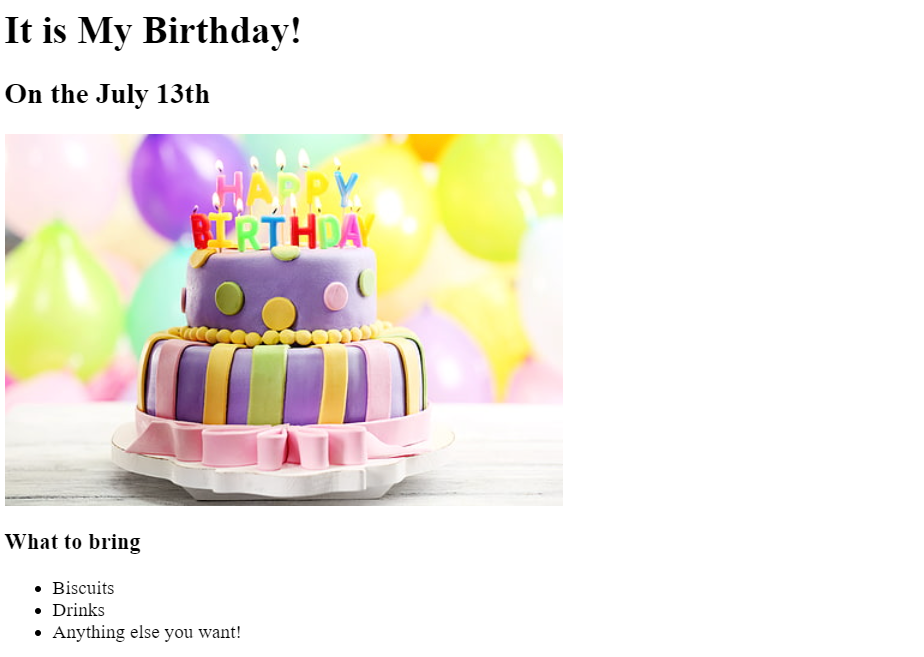 It is My Birthday!
On the July 13th
HAPPY
BIRTHDAY
What to bring
Biscuits
Drinks
Anything else you want!